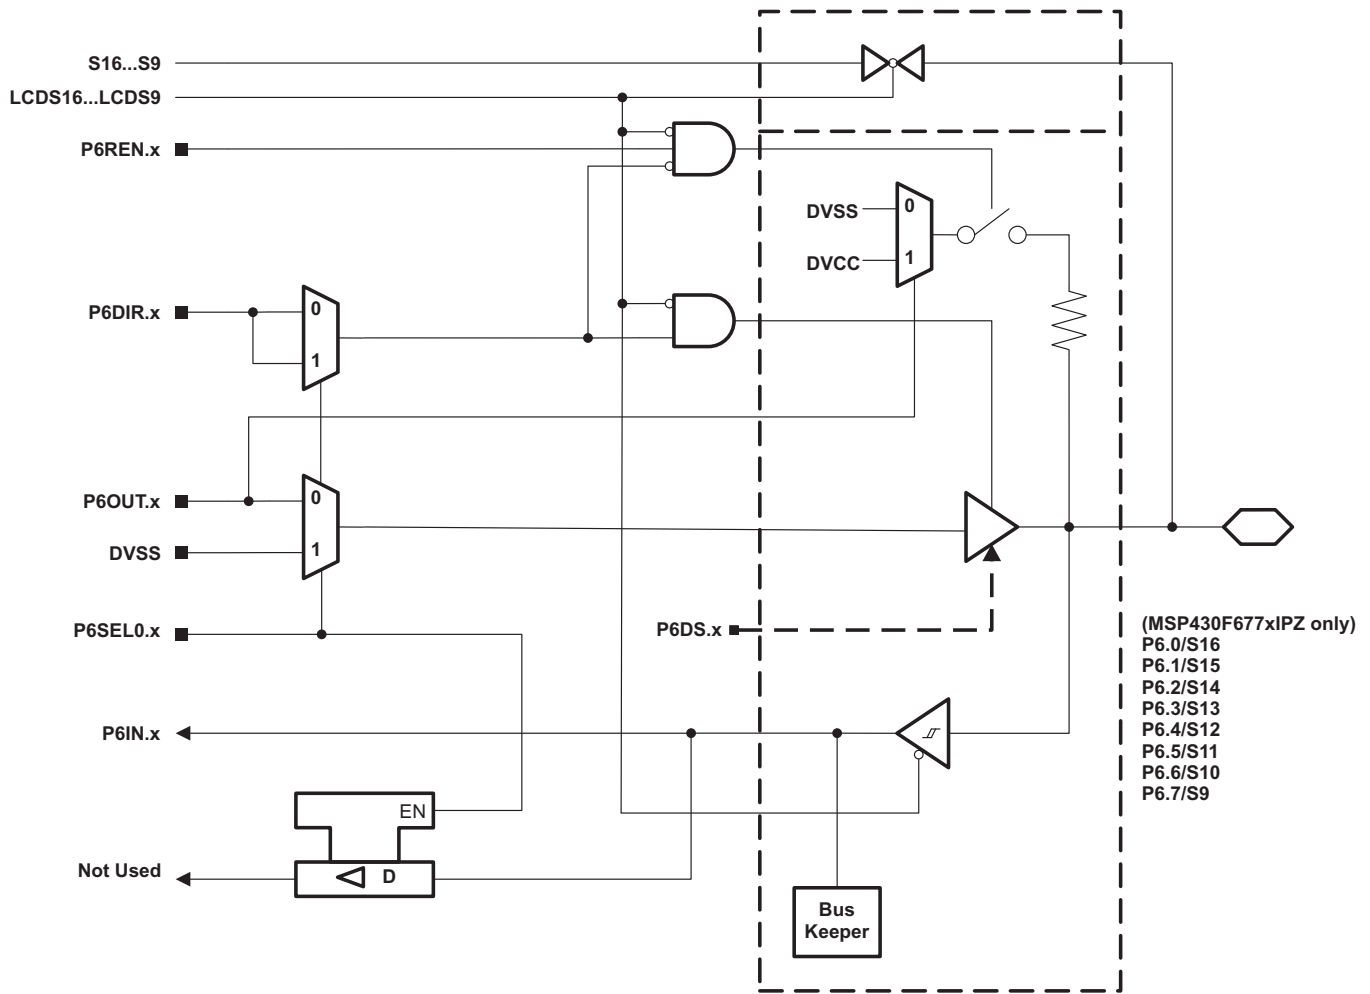 S16...S9
LCDS16...LCDS9
P6REN.x
DVSS
0
DVCC
1
P6DIR.x
0
1
P6OUT.x
0
DVSS
1
P6SEL0.x
P6DS.x
(MSP430F677xIPZ only)
P6.0/S16
P6.1/S15
P6.2/S14
P6.3/S13
P6.4/S12
P6.5/S11
P6.6/S10
P6.7/S9
P6IN.x
EN
Not Used
D
Bus
Keeper